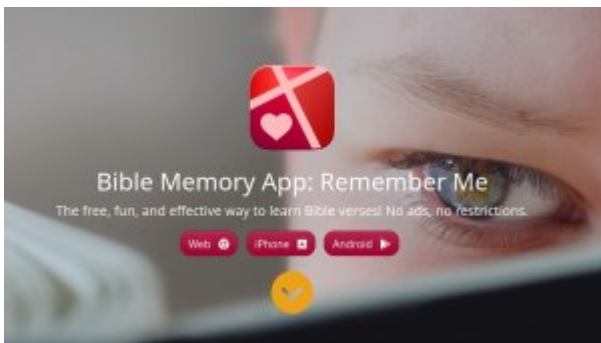 Bible Memory App: Remember Me
The free, fun, and effective way to learn Bible verses! No ads, no restrictions.
Web iPhone Android